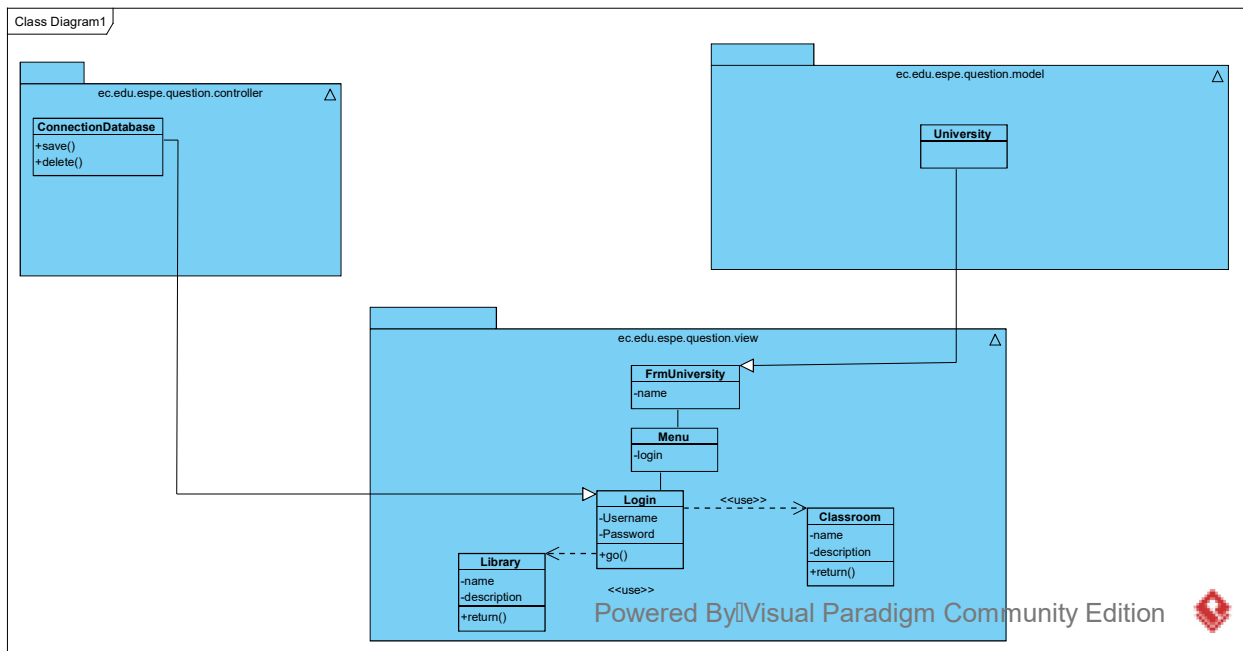 Class Diagram1
ec.edu.espe.question.controller
ConnectionDatabase
+save()
+delete()
ec.edu.espe.question.model
University
ec.edu.espe.question.view
FrmUniversity
-name
Menu
-login
Login
-Username
-Password
+go()
<<use>>
Classroom
-name
-description
+return()
Library
-name
-description
+return()
<<use>>
Powered By Visual Paradigm Community Edition